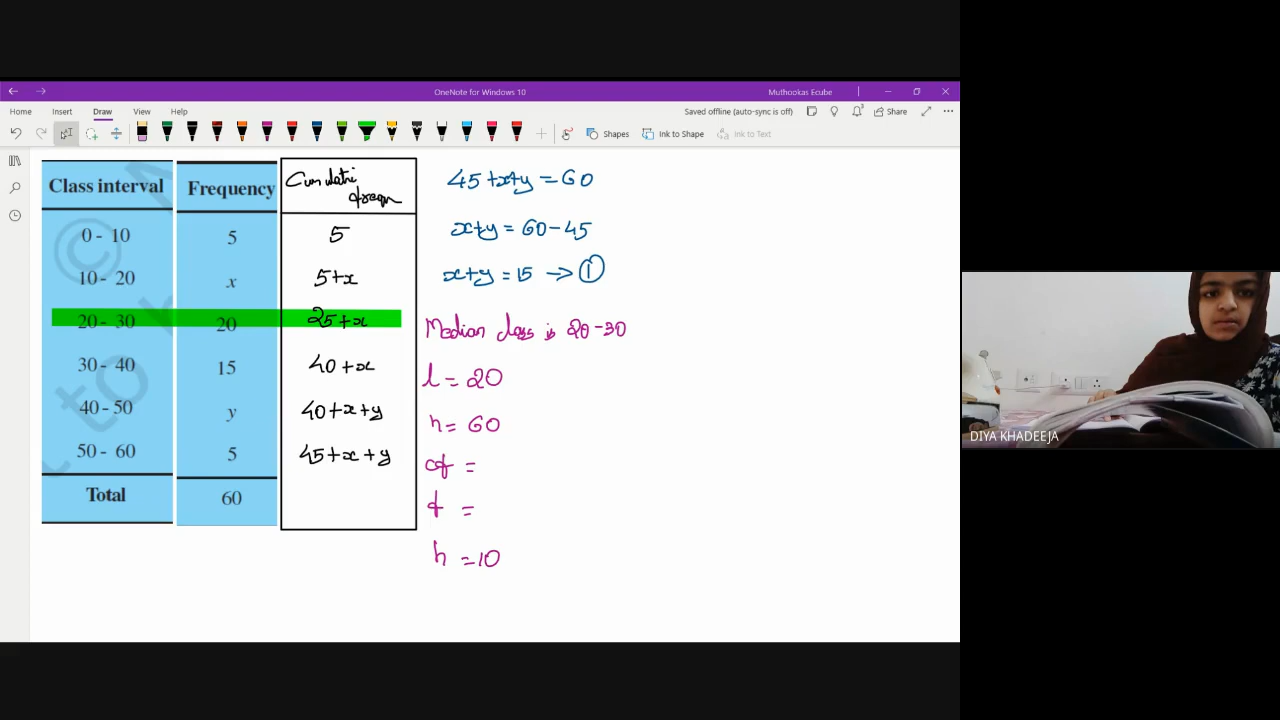 OneNote for Windows 10
Muthookas Ecube
Home Insert Draw View Help
Saved offline (auto-sync is off)
Share
Shapes
Ink to Shape
Ink to Text
Class interval Frequency Cumulati frequ
0 - 10 5 5
10 - 20 x 5+x
20 - 30 20 25+x
30 - 40 15 40+x
40 - 50 y 40+x+y
50 - 60 5 45+x+y
Total 60
45+x+y = 60
x+y = 60-45
x+y = 15 → ①
Median class is 20-30
l = 20
n = 60
cf =
f =
h = 10
DIYA KHADEEJA